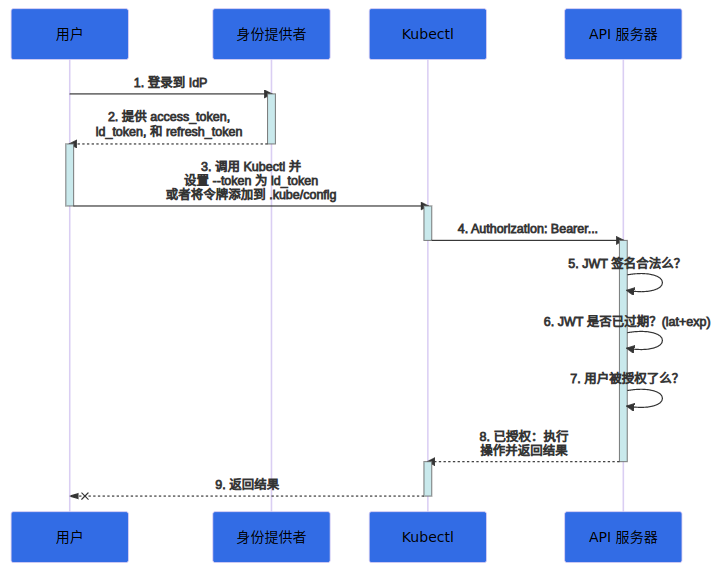 用户
身份提供者
Kubectl
API 服务器
1. 登录到 IdP
2. 提供 access_token,
id_token, 和 refresh_token
3. 调用 Kubectl 并
设置 --token 为 id_token
或者将令牌添加到 .kube/config
4. Authorization: Bearer...
5. JWT 签名合法么？
6. JWT 是否已过期？(iat+exp)
7. 用户被授权了么？
8. 已授权：执行
操作并返回结果
9. 返回结果
用户
身份提供者
Kubectl
API 服务器